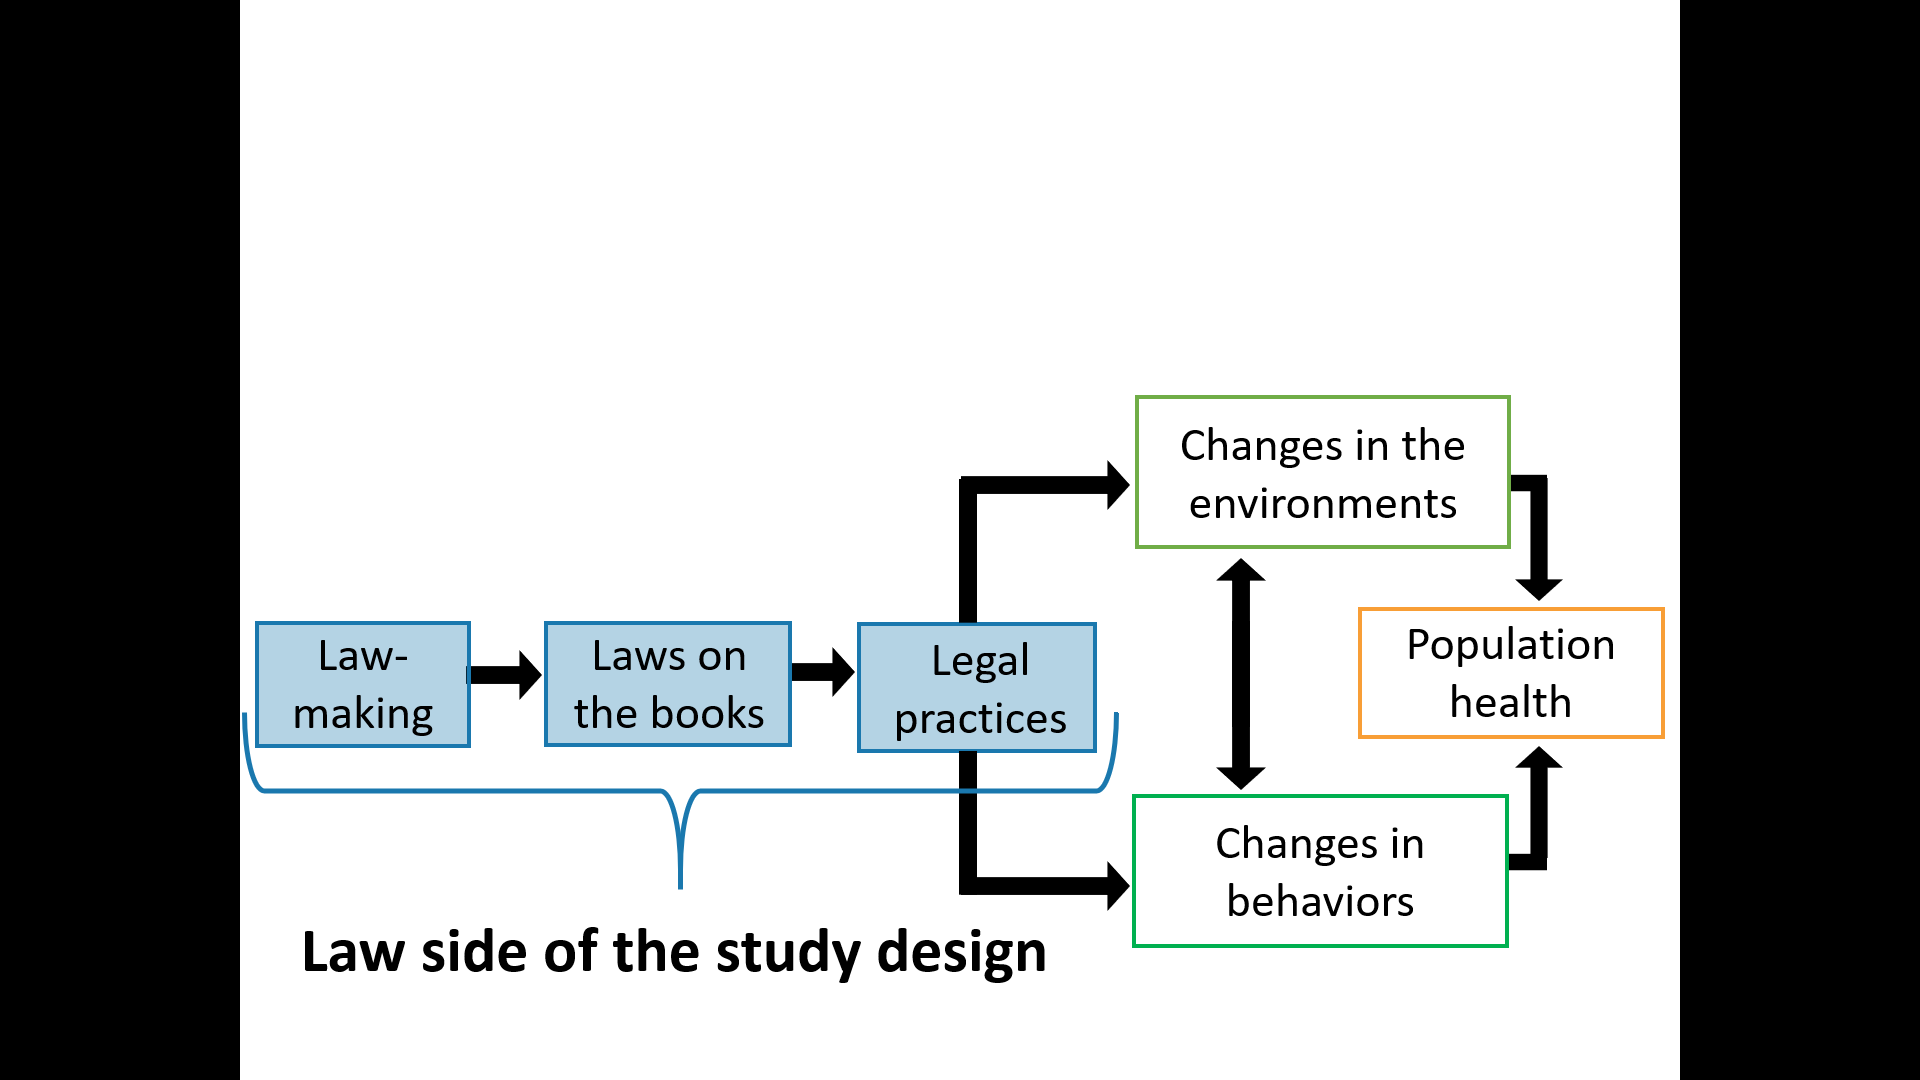 Changes in the
environments
Law-
making
Laws on
the books
Legal
practices
Population
health
Changes in
behaviors
Law side of the study design